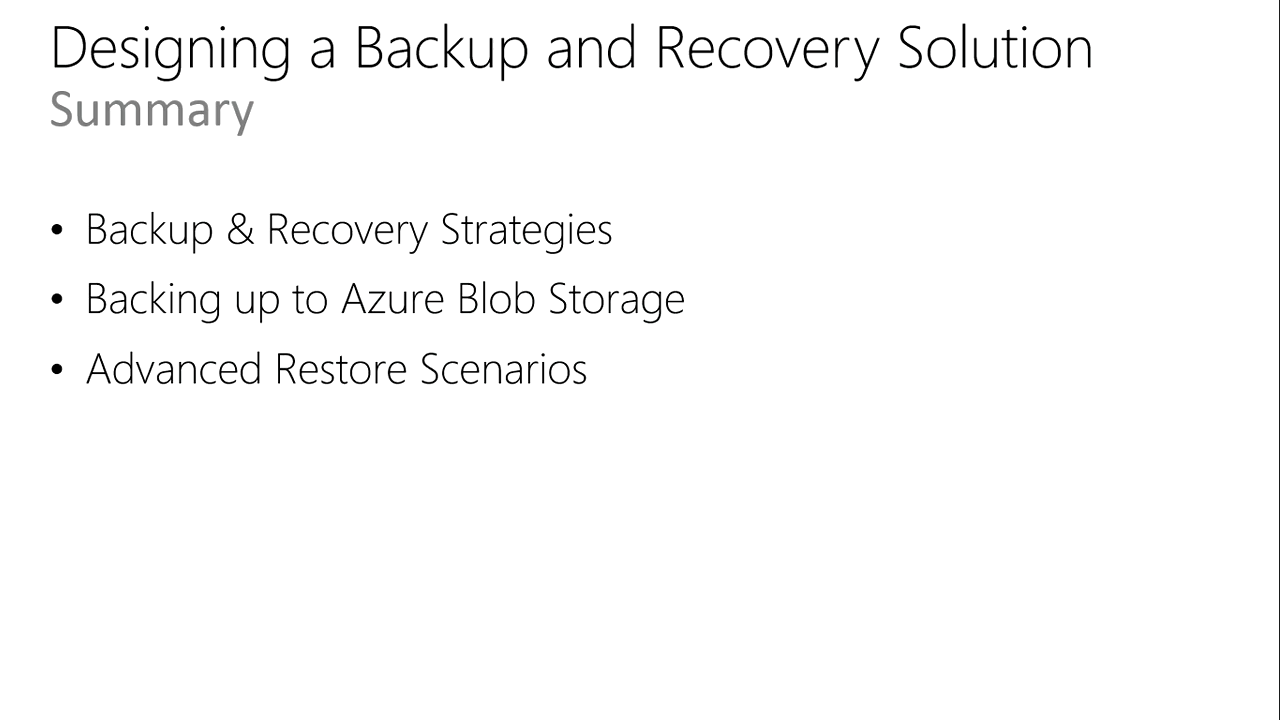 Designing a Backup and Recovery Solution
Summary
• Backup & Recovery Strategies
• Backing up to Azure Blob Storage
• Advanced Restore Scenarios